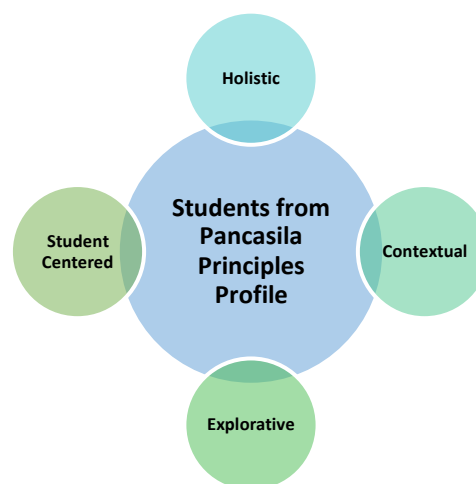 Holistic
Students from
Pancasila
Principles
Profile
Student
Centered
Contextual
Explorative